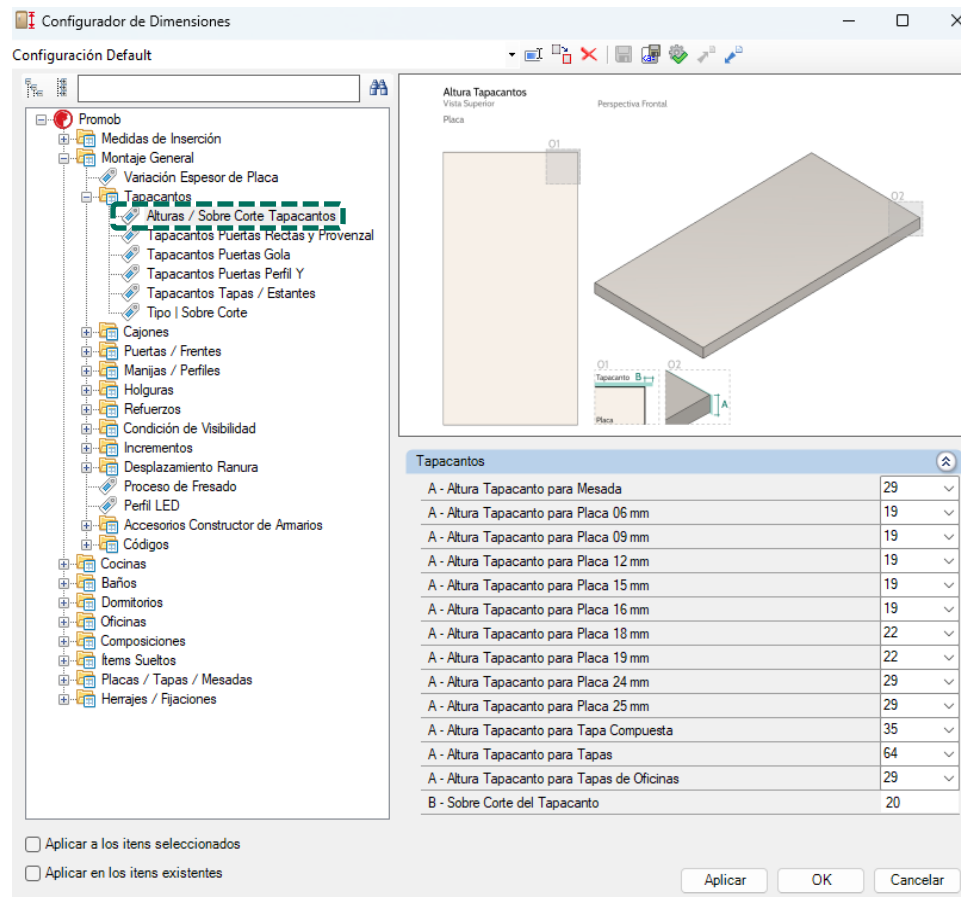 Configurador de Dimensiones
Configuración Default
Promob
Medidas de Inserción
Montaje General
Variación Espesor de Placa
Tapacantos
Alturas / Sobre Corte Tapacantos
Tapacantos Puertas Rectas y Provenzal
Tapacantos Puertas Gola
Tapacantos Puertas Perfil Y
Tapacantos Tapas / Estantes
Tipo | Sobre Corte
Cajones
Puertas / Frentes
Manijas / Perfiles
Holguras
Refuerzos
Condición de Visibilidad
Incrementos
Desplazamiento Ranura
Proceso de Fresado
Perfil LED
Accesorios Constructor de Armarios
Códigos
Cocinas
Baños
Dormitorios
Oficinas
Composiciones
Ítems Sueltos
Placas / Tapas / Mesadas
Herrajes / Fijaciones
Altura Tapacantos
Vista Superior Perspectiva Frontal
Placa
01
02
01 02
Tapacanto B
A
Placa
Tapacantos
A - Altura Tapacanto para Mesada 29
A - Altura Tapacanto para Placa 06 mm 19
A - Altura Tapacanto para Placa 09 mm 19
A - Altura Tapacanto para Placa 12 mm 19
A - Altura Tapacanto para Placa 15 mm 19
A - Altura Tapacanto para Placa 16 mm 19
A - Altura Tapacanto para Placa 18 mm 22
A - Altura Tapacanto para Placa 19 mm 22
A - Altura Tapacanto para Placa 24 mm 29
A - Altura Tapacanto para Placa 25 mm 29
A - Altura Tapacanto para Tapa Compuesta 35
A - Altura Tapacanto para Tapas 64
A - Altura Tapacanto para Tapas de Oficinas 29
B - Sobre Corte del Tapacanto 20
Aplicar a los itens seleccionados
Aplicar en los itens existentes
Aplicar OK Cancelar